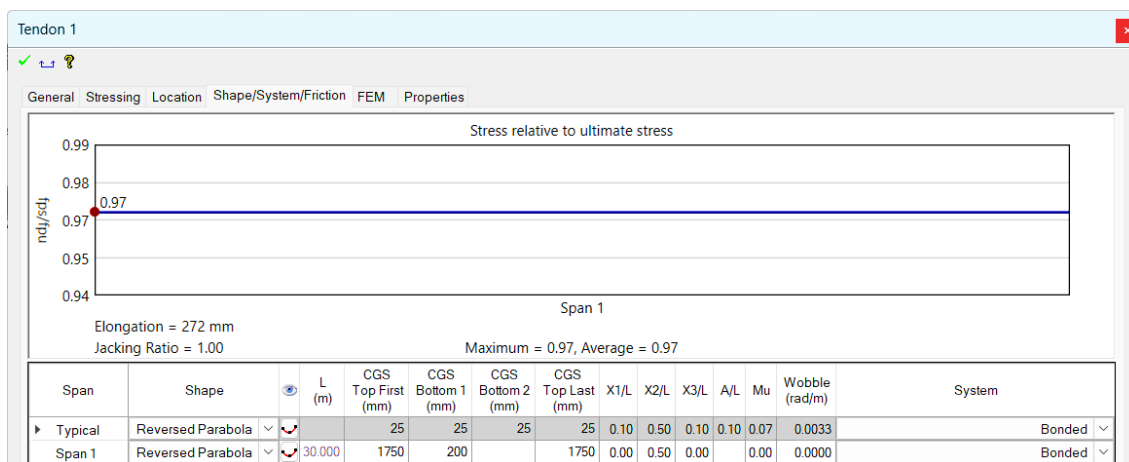 Tendon 1
General Stressing Location Shape/System/Friction FEM Properties
Stress relative to ultimate stress
0.99
0.98
0.97
0.97
0.95
0.94
fps/fpu
Span 1
Elongation = 272 mm
Jacking Ratio = 1.00 Maximum = 0.97, Average = 0.97
Span Shape L (m) CGS Top First (mm) CGS Bottom 1 (mm) CGS Bottom 2 (mm) CGS Top Last (mm) X1/L X2/L X3/L A/L Mu Wobble (rad/m) System
Typical Reversed Parabola 25 25 25 25 0.10 0.50 0.10 0.10 0.07 0.0033 Bonded
Span 1 Reversed Parabola 30.000 1750 200 1750 0.00 0.50 0.00 0.00 0.0000 Bonded